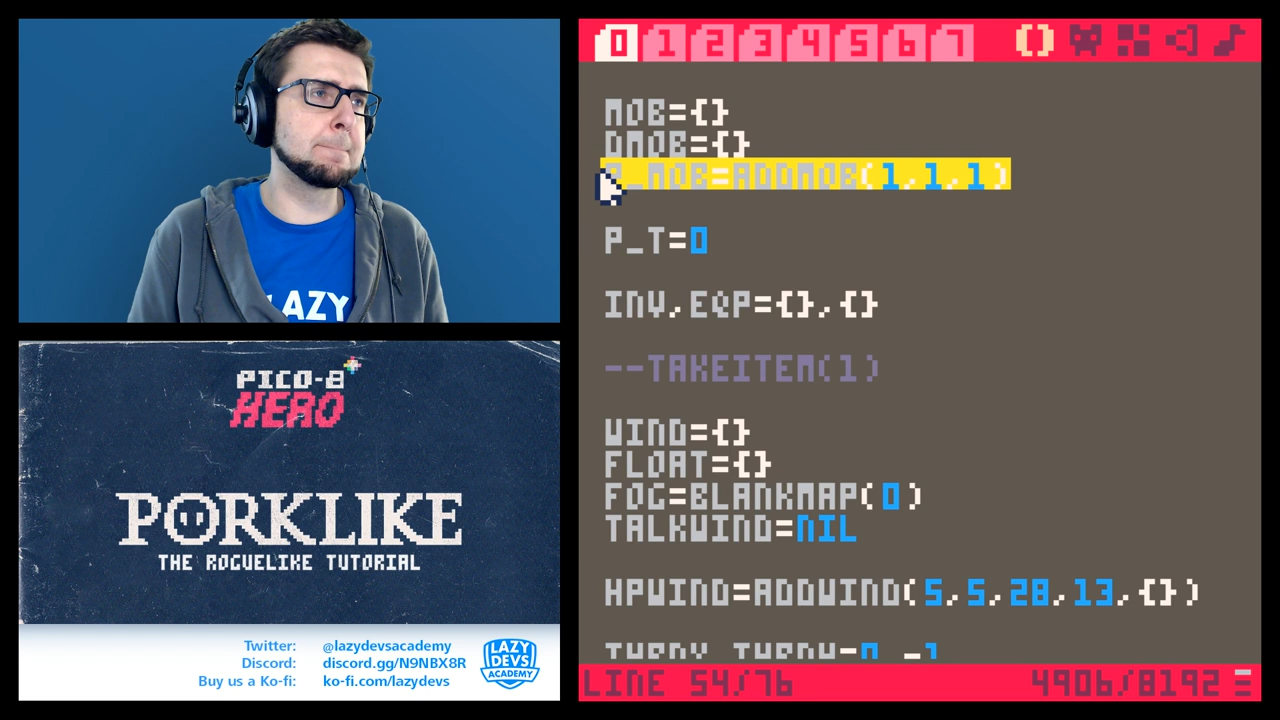 LAZY
PICO-8
HERO
PORKLIKE
THE ROGUELIKE TUTORIAL
Twitter: @lazydevsacademy
Discord: discord.gg/N9NBX8R
Buy us a Ko-fi: ko-fi.com/lazydevs
LAZY
DEVS
ACADEMY
0 1 2 3 4 5 6 7 ()
MOB={}
DMOB={}
P_MOB=ADDMOB(1,1,1)
P_T=0
INV,EQP={},{}
--TAKEITEM(1)
WIND={}
FLOAT={}
FOG=BLANKMAP(0)
TALKWIND=NIL
HPWIND=ADDWIND(5,5,28,13,{})
LINE 54/76 4906/8192